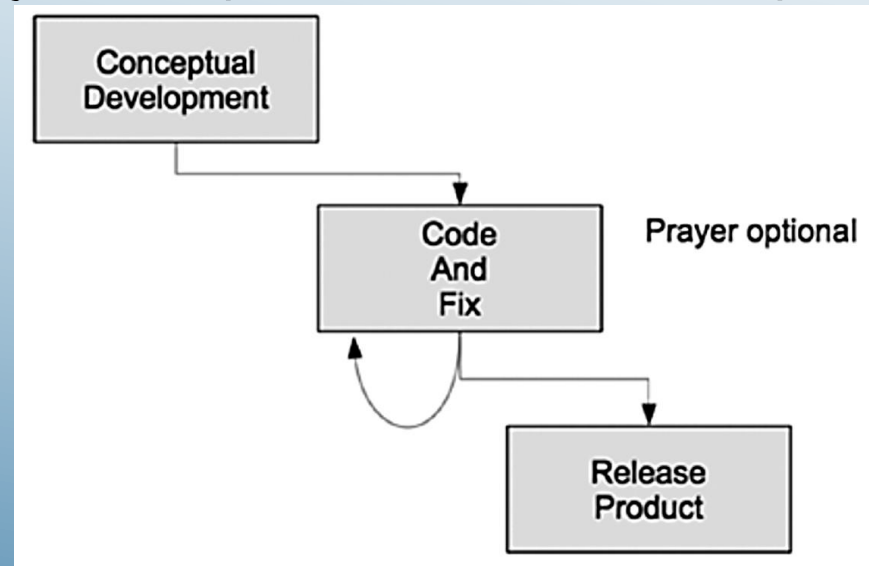 Conceptual
Development
Code
And
Fix
Prayer optional
Release
Product